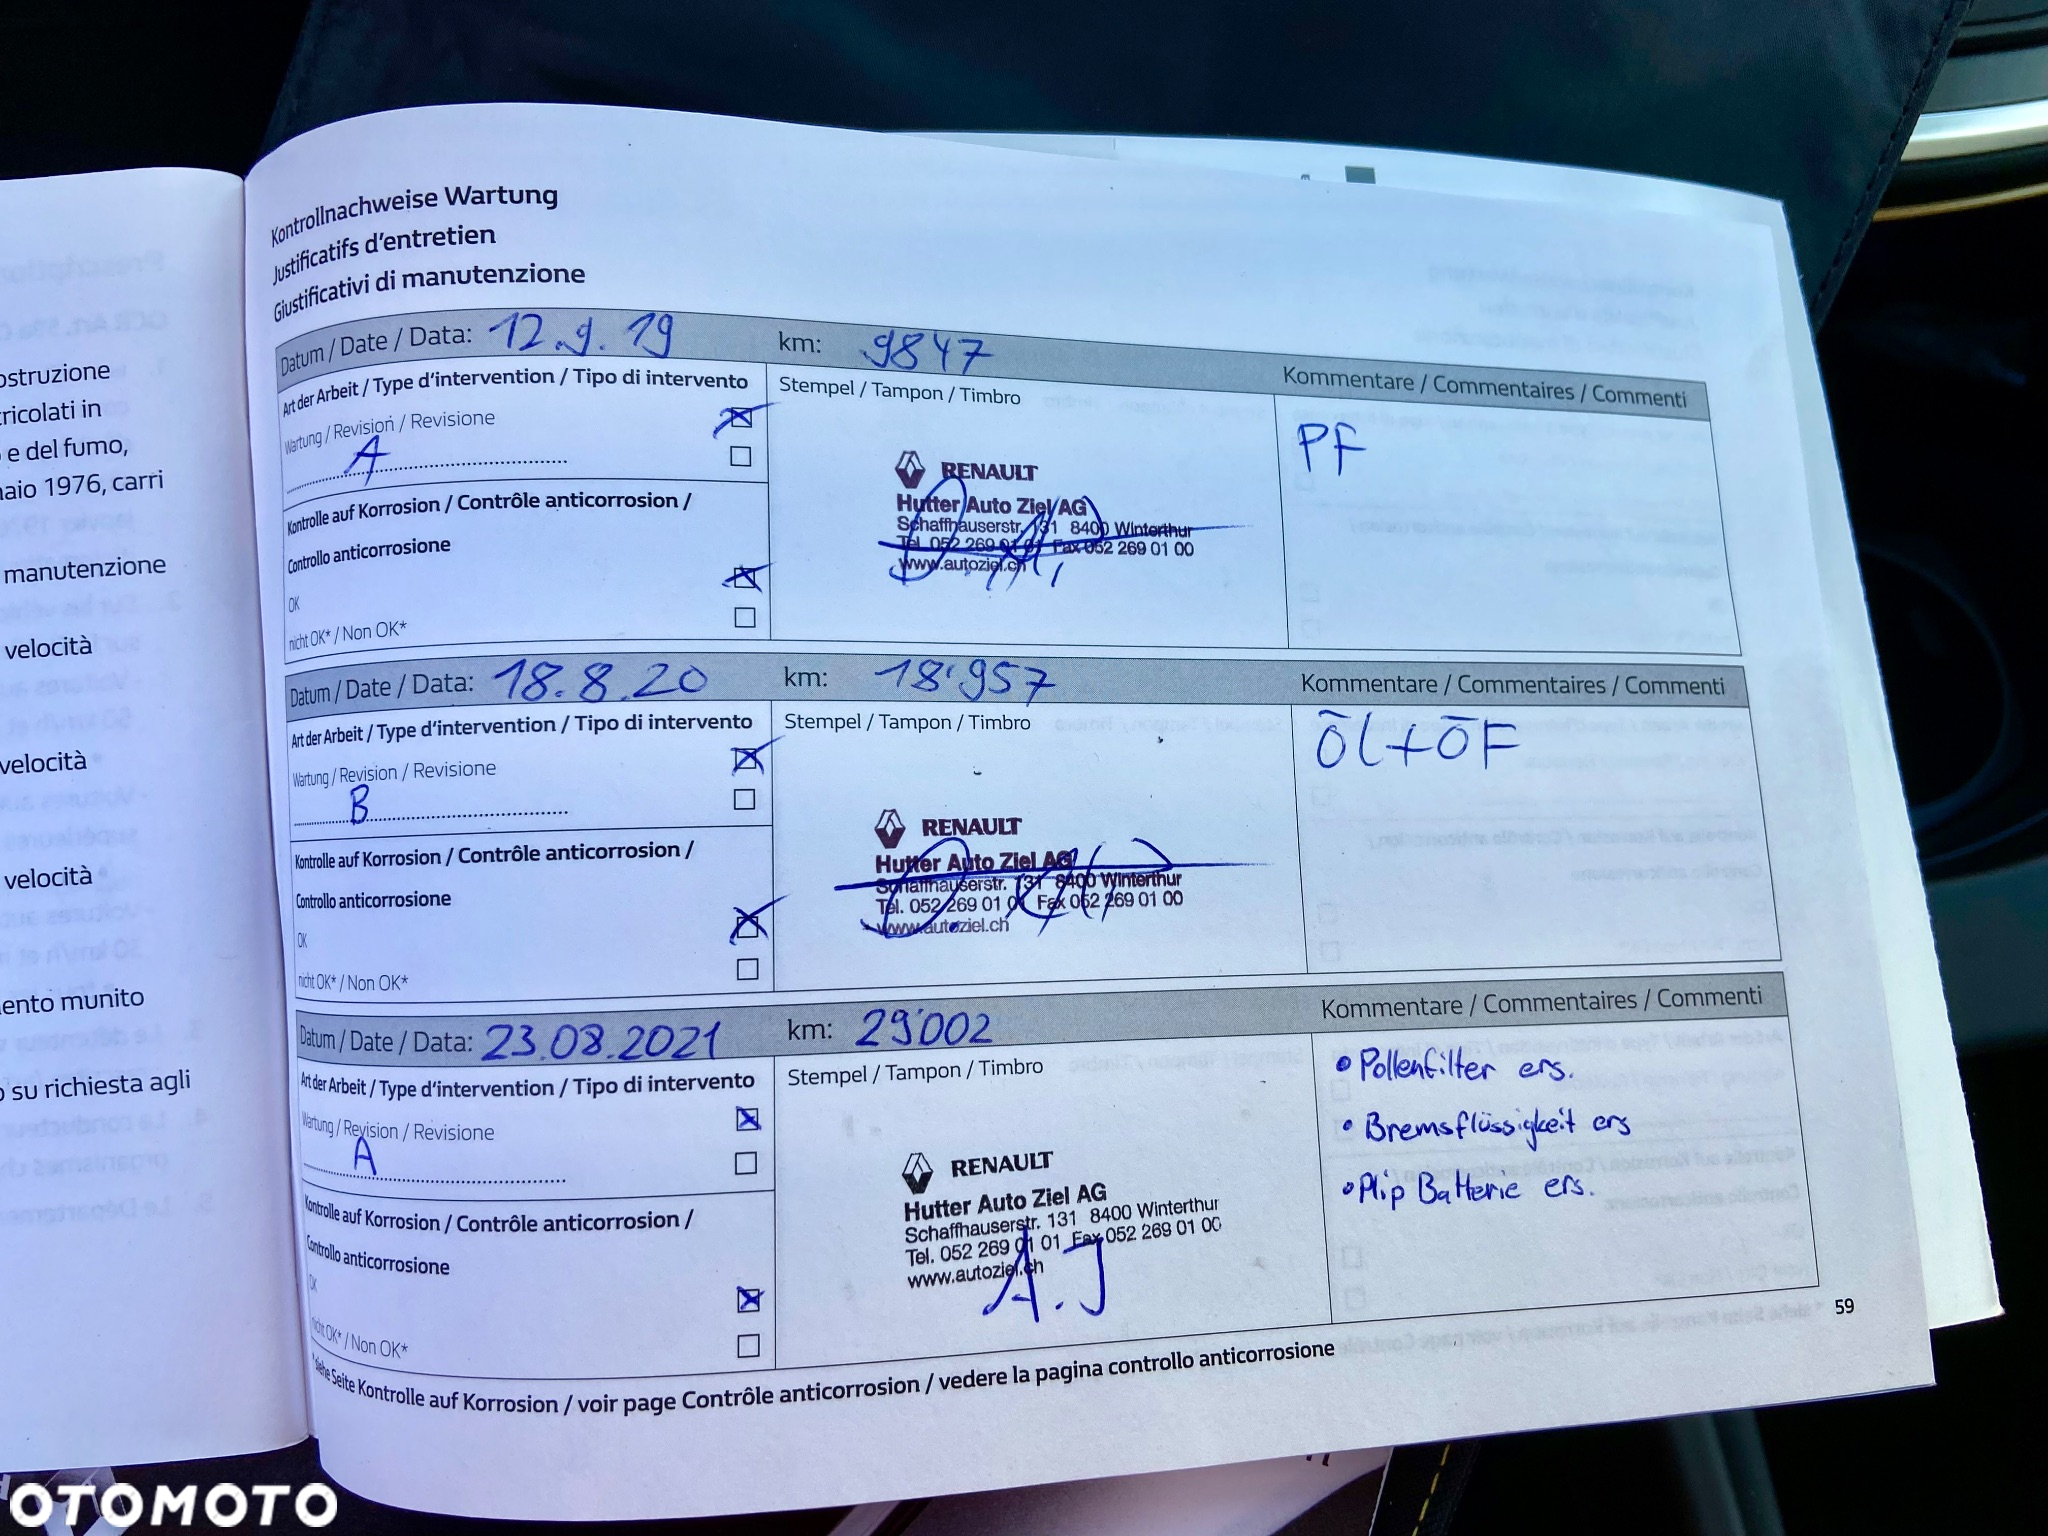 ostruzione
ricolati in
e del fumo,
naio 1976, carri
manutenzione
velocità
velocità
velocità
ento munito
o su richiesta agli
Kontrollnachweise Wartung
Justificatifs d'entretien
Giustificativi di manutenzione
Datum / Date / Data: 12.9.19 km: 9847
Kommentare / Commentaires / Commenti
Art der Arbeit / Type d'intervention / Tipo di intervento
Stempel / Tampon / Timbro
Wartung / Revision / Revisione
A
PF
RENAULT
Hutter Auto Ziel AG
Schaffhauserstr. 131 8400 Winterthur
Tel. 052 269 01 01 Fax 052 269 01 00
www.autoziel.ch
Kontrolle auf Korrosion / Contrôle anticorrosion /
Controllo anticorrosione
OK
nicht OK* / Non OK*
Datum / Date / Data: 18.8.20 km: 18'957
Kommentare / Commentaires / Commenti
Art der Arbeit / Type d'intervention / Tipo di intervento
Stempel / Tampon / Timbro
Wartung / Revision / Revisione
B
ÖL+ÖF
RENAULT
Hutter Auto Ziel AG
Schaffhauserstr. 131 8400 Winterthur
Tel. 052 269 01 01 Fax 052 269 01 00
www.autoziel.ch
Kontrolle auf Korrosion / Contrôle anticorrosion /
Controllo anticorrosione
OK
nicht OK* / Non OK*
Datum / Date / Data: 23.08.2021 km: 29'002
Kommentare / Commentaires / Commenti
Art der Arbeit / Type d'intervention / Tipo di intervento
Stempel / Tampon / Timbro
Wartung / Revision / Revisione
A
• Pollenfilter ers.
• Bremsflüssigkeit ers
• Plip Batterie ers.
RENAULT
Hutter Auto Ziel AG
Schaffhauserstr. 131 8400 Winterthur
Tel. 052 269 01 01 Fax 052 269 01 00
www.autoziel.ch
A.J
Kontrolle auf Korrosion / Contrôle anticorrosion /
Controllo anticorrosione
OK
nicht OK* / Non OK*
*siehe Seite Kontrolle auf Korrosion / voir page Contrôle anticorrosion / vedere la pagina controllo anticorrosione
59
OTOMOTO